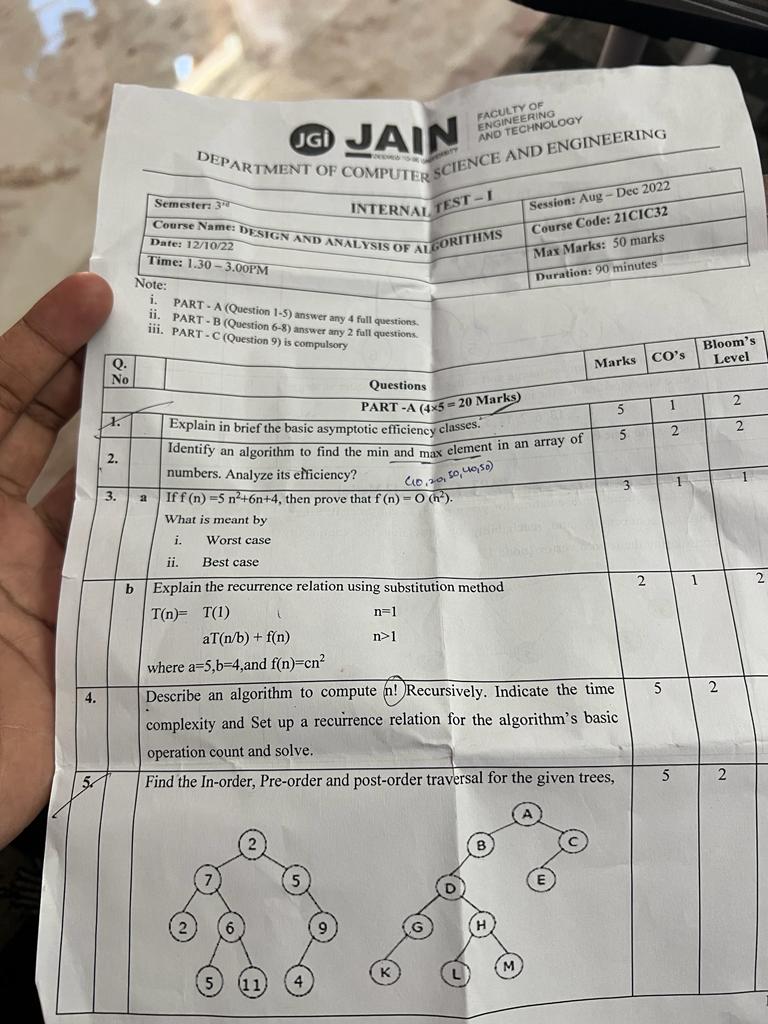 JGi JAIN
FACULTY OF
ENGINEERING
AND TECHNOLOGY
DEPARTMENT OF COMPUTER SCIENCE AND ENGINEERING
INTERNAL TEST – I
Semester: 3rd
Session: Aug – Dec 2022
Course Name: DESIGN AND ANALYSIS OF ALGORITHMS
Course Code: 21CIC32
Date: 12/10/22
Max Marks: 50 marks
Time: 1.30 – 3.00PM
Duration: 90 minutes
Note:
i. PART - A (Question 1-5) answer any 4 full questions.
ii. PART - B (Question 6-8) answer any 2 full questions.
iii. PART - C (Question 9) is compulsory
Q. No Questions Marks CO's Bloom's Level
PART -A (4×5 = 20 Marks)
1. Explain in brief the basic asymptotic efficiency classes. 5 1 2
2. Identify an algorithm to find the min and max element in an array of 5 2 2
numbers. Analyze its efficiency?
(10,20,50,40,50)
3. a If f (n) =5 n²+6n+4, then prove that f (n) = O (n²). 3 1 1
What is meant by
i. Worst case
ii. Best case
b Explain the recurrence relation using substitution method 2 1 2
T(n)= T(1) n=1
aT(n/b) + f(n) n>1
where a=5,b=4,and f(n)=cn²
4. Describe an algorithm to compute n! Recursively. Indicate the time 5 2
complexity and Set up a recurrence relation for the algorithm's basic
operation count and solve.
5. Find the In-order, Pre-order and post-order traversal for the given trees, 5 2
2
7 5
2 6 9
5 11 4
A
B C
D E
G H
K L M